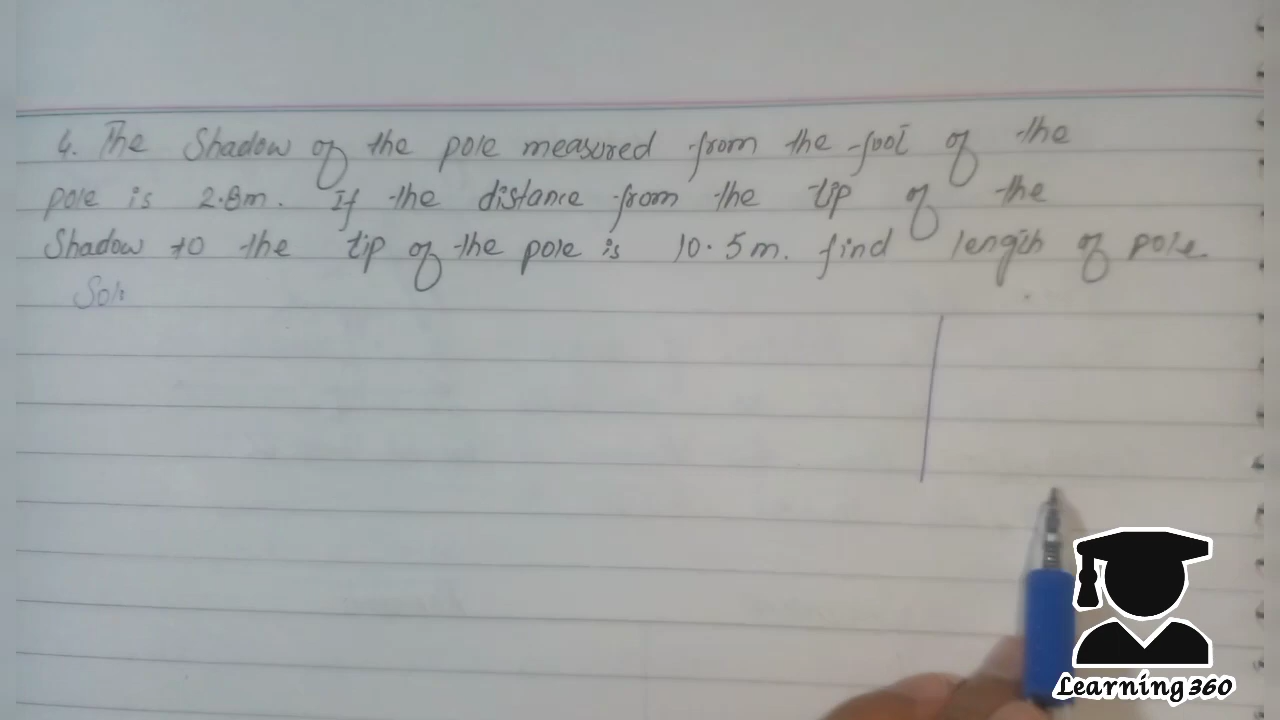 4. The Shadow of the pole measured from the foot of the
pole is 2.8m. If the distance from the tip of the
Shadow to the tip of the pole is 10.5m. find length of pole.
Sol:
Learning 360